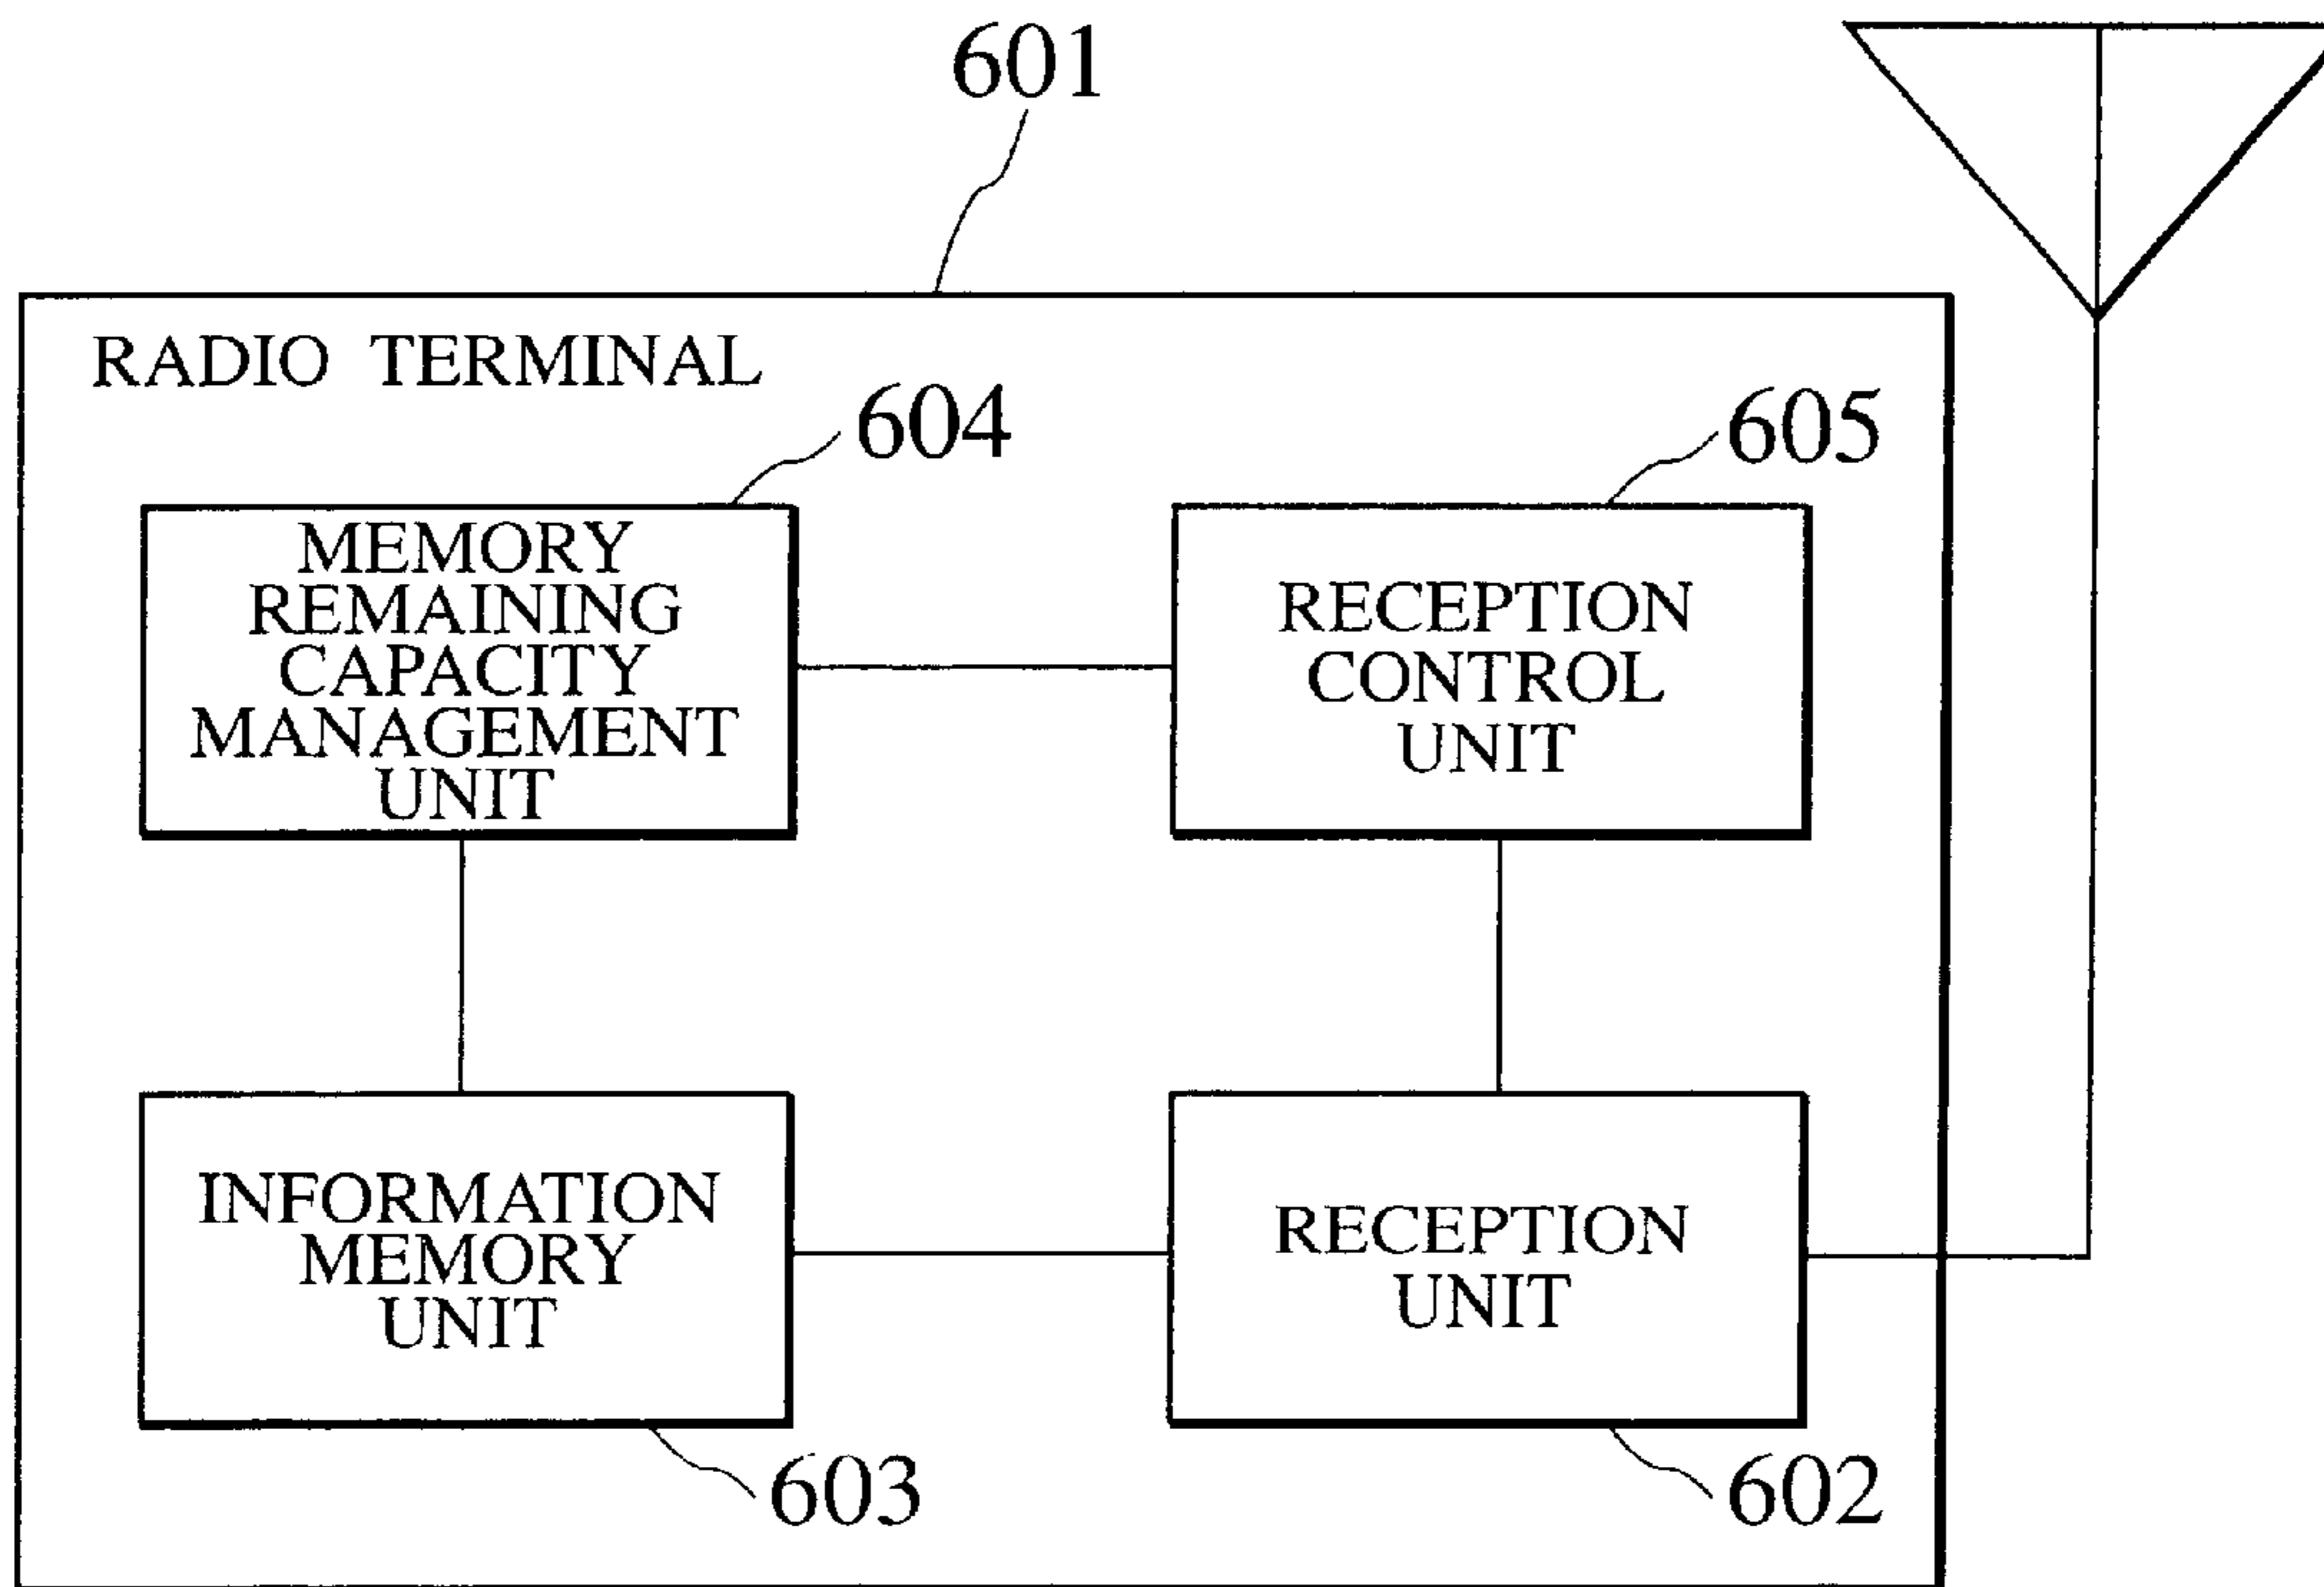 601
RADIO TERMINAL
604
605
MEMORY
REMAINING
CAPACITY
MANAGEMENT
UNIT
RECEPTION
CONTROL
UNIT
INFORMATION
MEMORY
UNIT
RECEPTION
UNIT
603
602